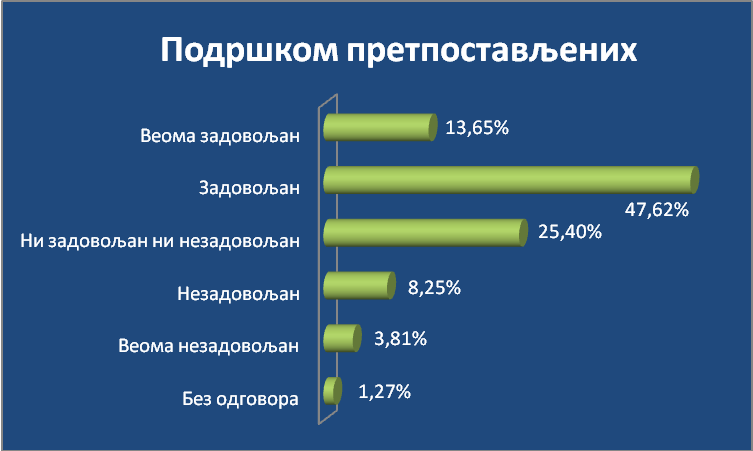 Подршком претпостављених
Веома задовољан
13,65%
Задовољан
47,62%
Ни задовољан ни незадовољан
25,40%
Незадовољан
8,25%
Веома незадовољан
3,81%
Без одговора
1,27%